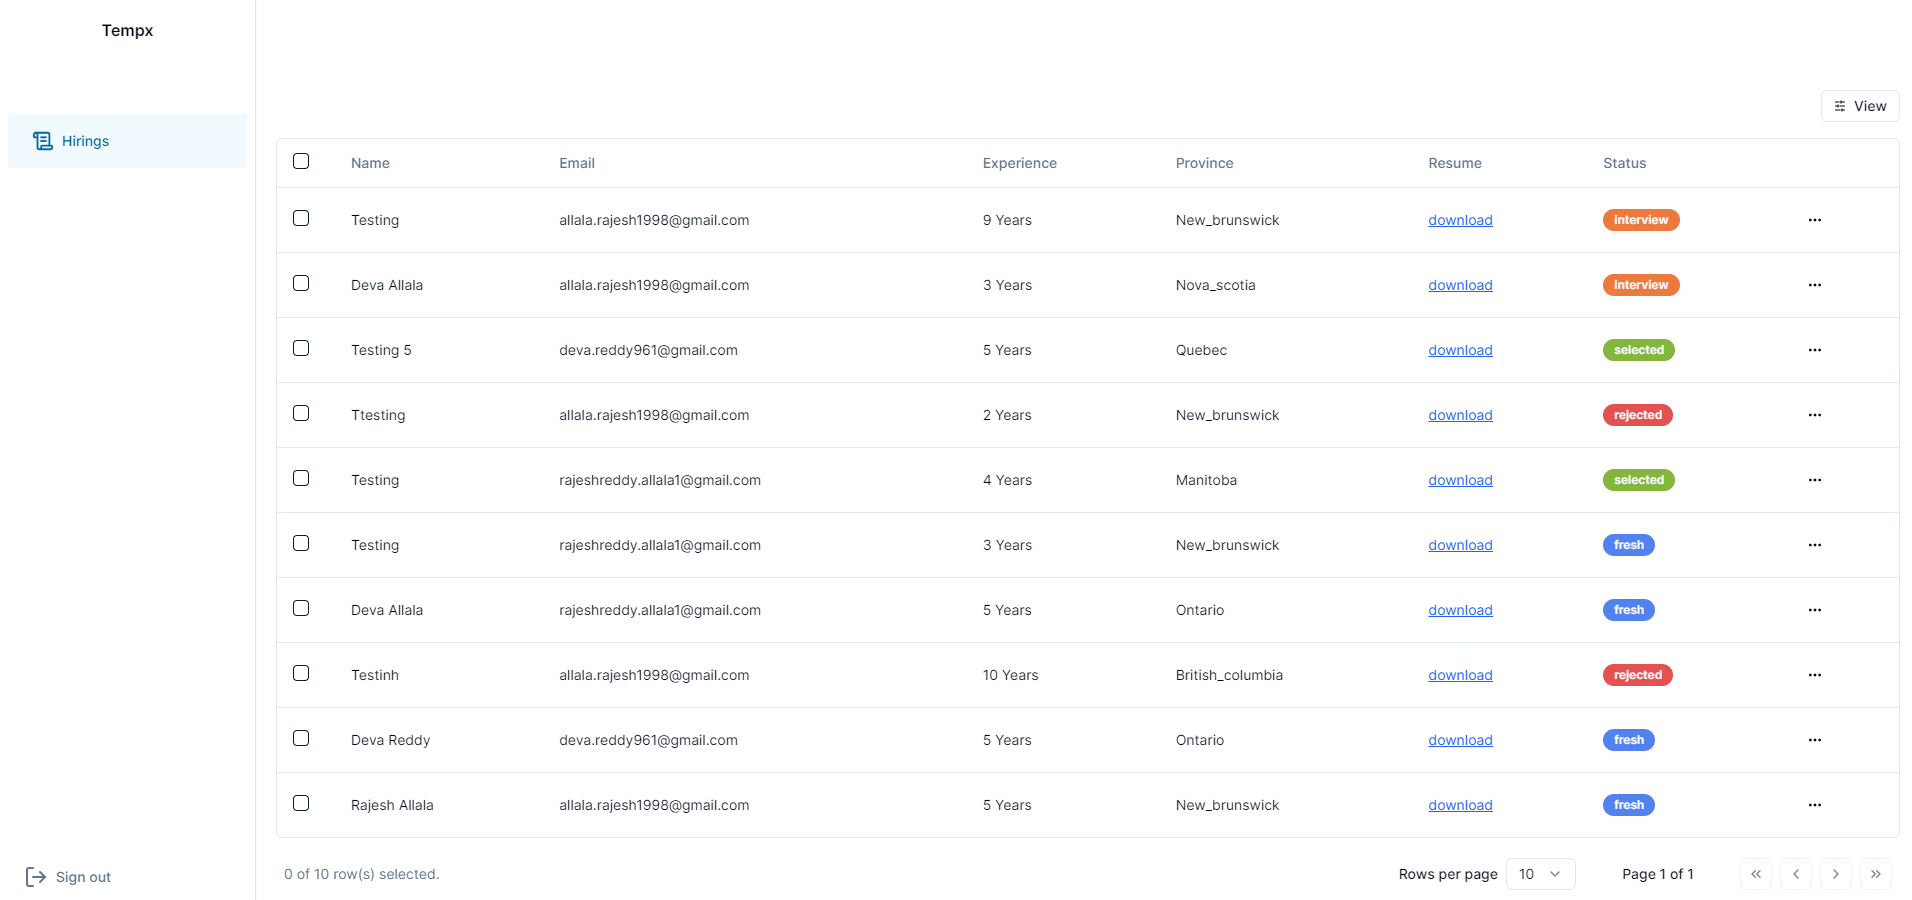 Tempx
Hirings
Sign out
View
Name Email Experience Province Resume Status
Testing allala.rajesh1998@gmail.com 9 Years New_brunswick download interview
Deva Allala allala.rajesh1998@gmail.com 3 Years Nova_scotia download interview
Testing 5 deva.reddy961@gmail.com 5 Years Quebec download selected
Ttesting allala.rajesh1998@gmail.com 2 Years New_brunswick download rejected
Testing rajeshreddy.allala1@gmail.com 4 Years Manitoba download selected
Testing rajeshreddy.allala1@gmail.com 3 Years New_brunswick download fresh
Deva Allala rajeshreddy.allala1@gmail.com 5 Years Ontario download fresh
Testinh allala.rajesh1998@gmail.com 10 Years British_columbia download rejected
Deva Reddy deva.reddy961@gmail.com 5 Years Ontario download fresh
Rajesh Allala allala.rajesh1998@gmail.com 5 Years New_brunswick download fresh
0 of 10 row(s) selected. Rows per page 10 Page 1 of 1